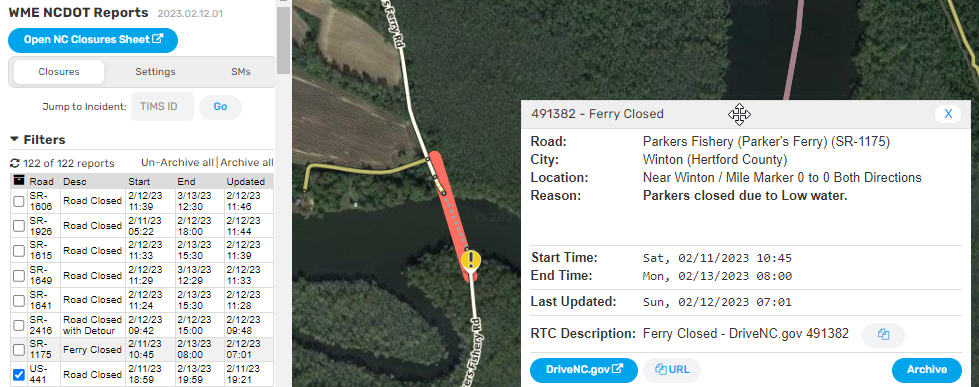 WME NCDOT Reports 2023.02.12.01
Open NC Closures Sheet
Closures Settings SMs
Jump to Incident: TIMS ID Go
Filters
122 of 122 reports Un-Archive all | Archive all
Road Desc Start End Updated
SR-1606 Road Closed 2/12/23 11:39 3/13/23 12:30 2/12/23 11:46
SR-1926 Road Closed 2/11/23 05:22 2/12/23 18:00 2/12/23 11:44
SR-1615 Road Closed 2/12/23 11:33 2/13/23 15:30 2/12/23 11:39
SR-1649 Road Closed 2/12/23 11:29 3/13/23 12:29 2/12/23 11:33
SR-1641 Road Closed 2/12/23 11:24 2/13/23 15:30 2/12/23 11:28
SR-2416 Road Closed with Detour 2/12/23 09:42 2/12/23 15:00 2/12/23 09:48
SR-1175 Ferry Closed 2/11/23 10:45 2/13/23 08:00 2/12/23 07:01
US-441 Road Closed 2/11/23 18:59 2/13/23 19:59 2/11/23 19:21
s Ferry Rd
ers Fishery Rd
491382 - Ferry Closed X
Road: Parkers Fishery (Parker's Ferry) (SR-1175)
City: Winton (Hertford County)
Location: Near Winton / Mile Marker 0 to 0 Both Directions
Reason: Parkers closed due to Low water.
Start Time: Sat, 02/11/2023 10:45
End Time: Mon, 02/13/2023 08:00
Last Updated: Sun, 02/12/2023 07:01
RTC Description: Ferry Closed - DriveNC.gov 491382
DriveNC.gov URL Archive